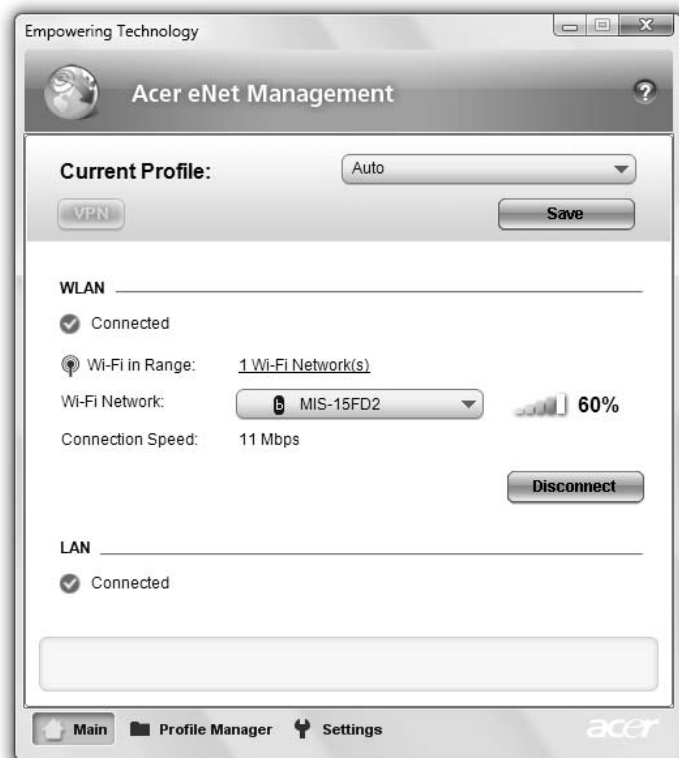 Empowering Technology
Acer eNet Management
?
Current Profile: Auto
VPN Save
WLAN
Connected
Wi-Fi in Range: 1 Wi-Fi Network(s)
Wi-Fi Network: b MIS-15FD2 60%
Connection Speed: 11 Mbps
Disconnect
LAN
Connected
Main Profile Manager Settings acer